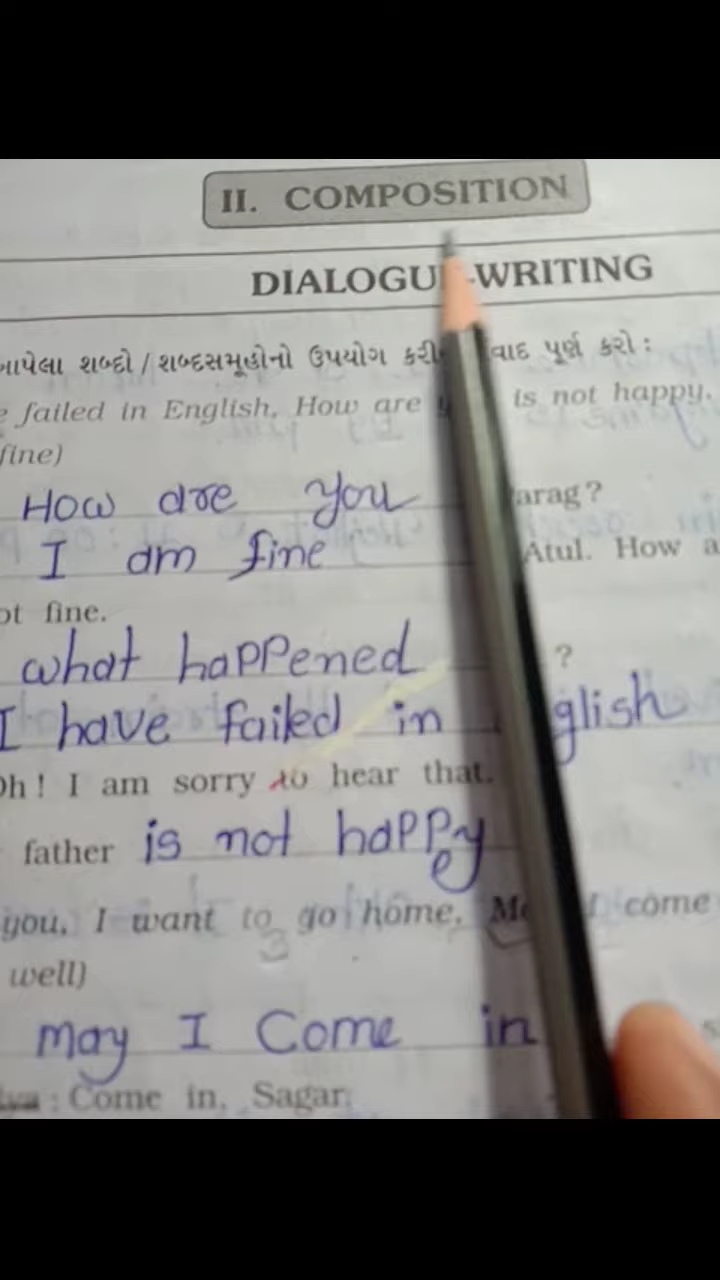 II. COMPOSITION
DIALOGUE-WRITING
આપેલા શબ્દો / શબ્દસમૂહોનો ઉપયોગ પૂર્ણ કરો :
failed in English, How are is not happy,
fine)
How are you arag?
I am fine Atul. How a
ot fine.
what happened ?
I have failed in glish
Oh! I am sorry to hear that.
father is not happy
you, I want to go home, come
3
well)
may I Come in
: Come in, Sagar.